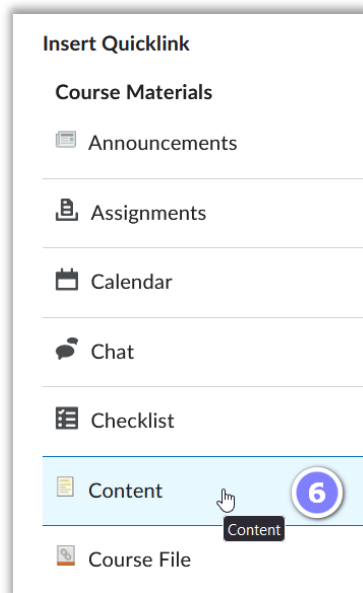 Insert Quicklink
Course Materials
Announcements
Assignments
Calendar
Chat
Checklist
Content
6
Content
Course File